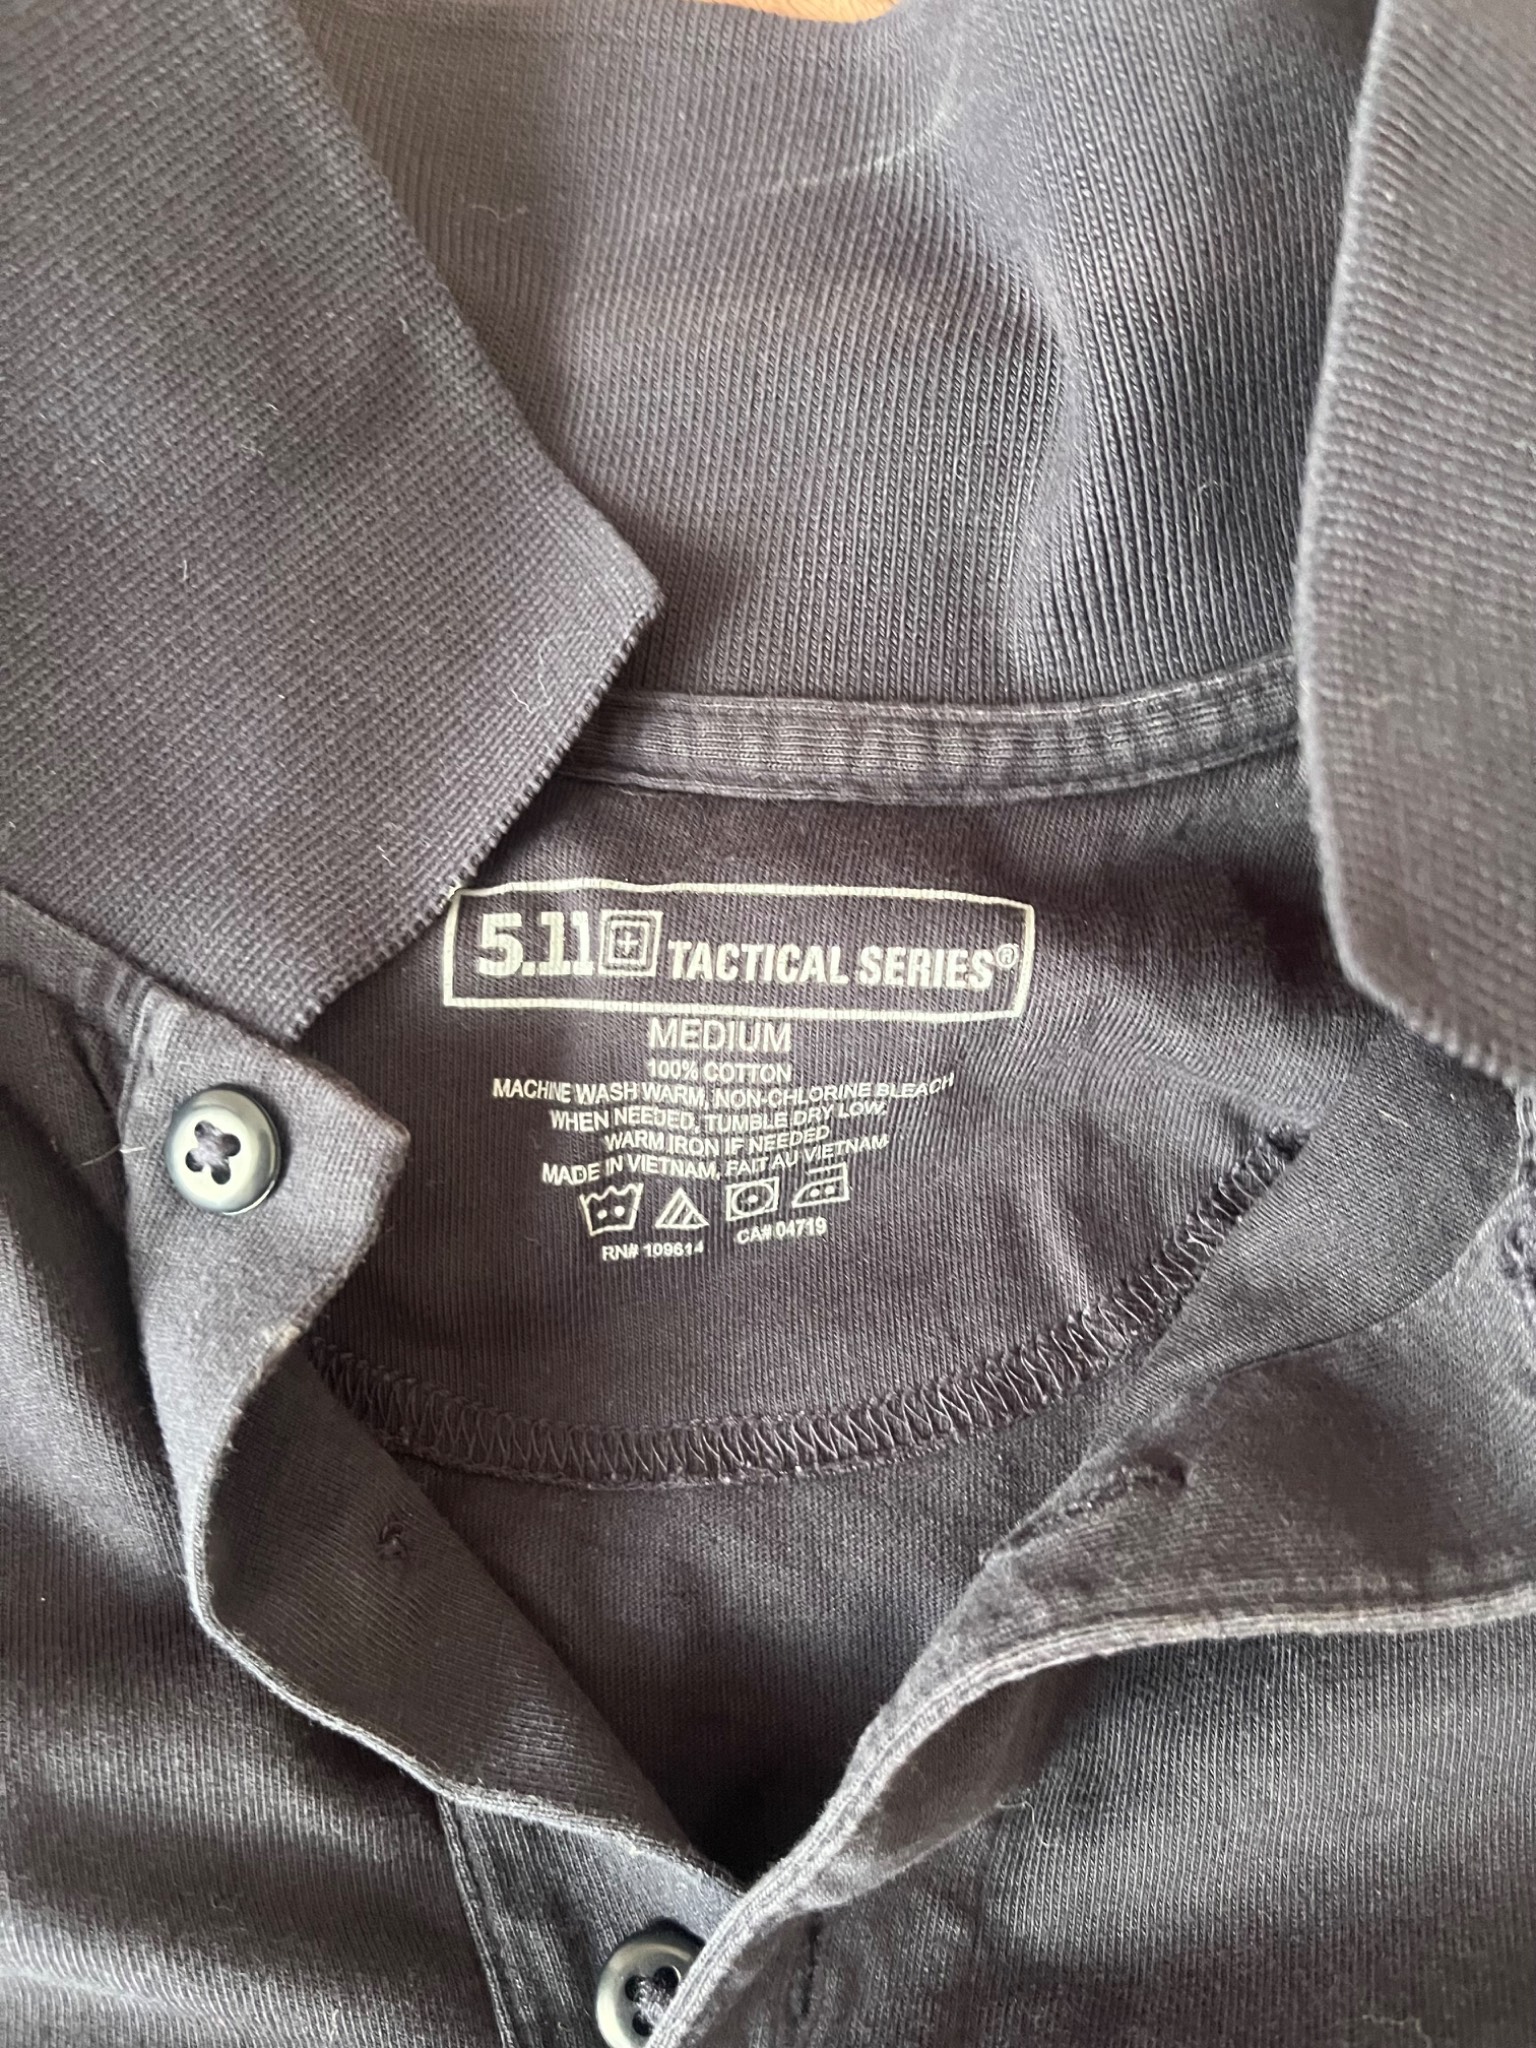 5.11 TACTICAL SERIES®
MEDIUM
100% COTTON
MACHINE WASH WARM, NON-CHLORINE BLEACH
WHEN NEEDED, TUMBLE DRY LOW.
WARM IRON IF NEEDED
MADE IN VIETNAM, FAIT AU VIETNAM
RN# 109614 CA# 04719